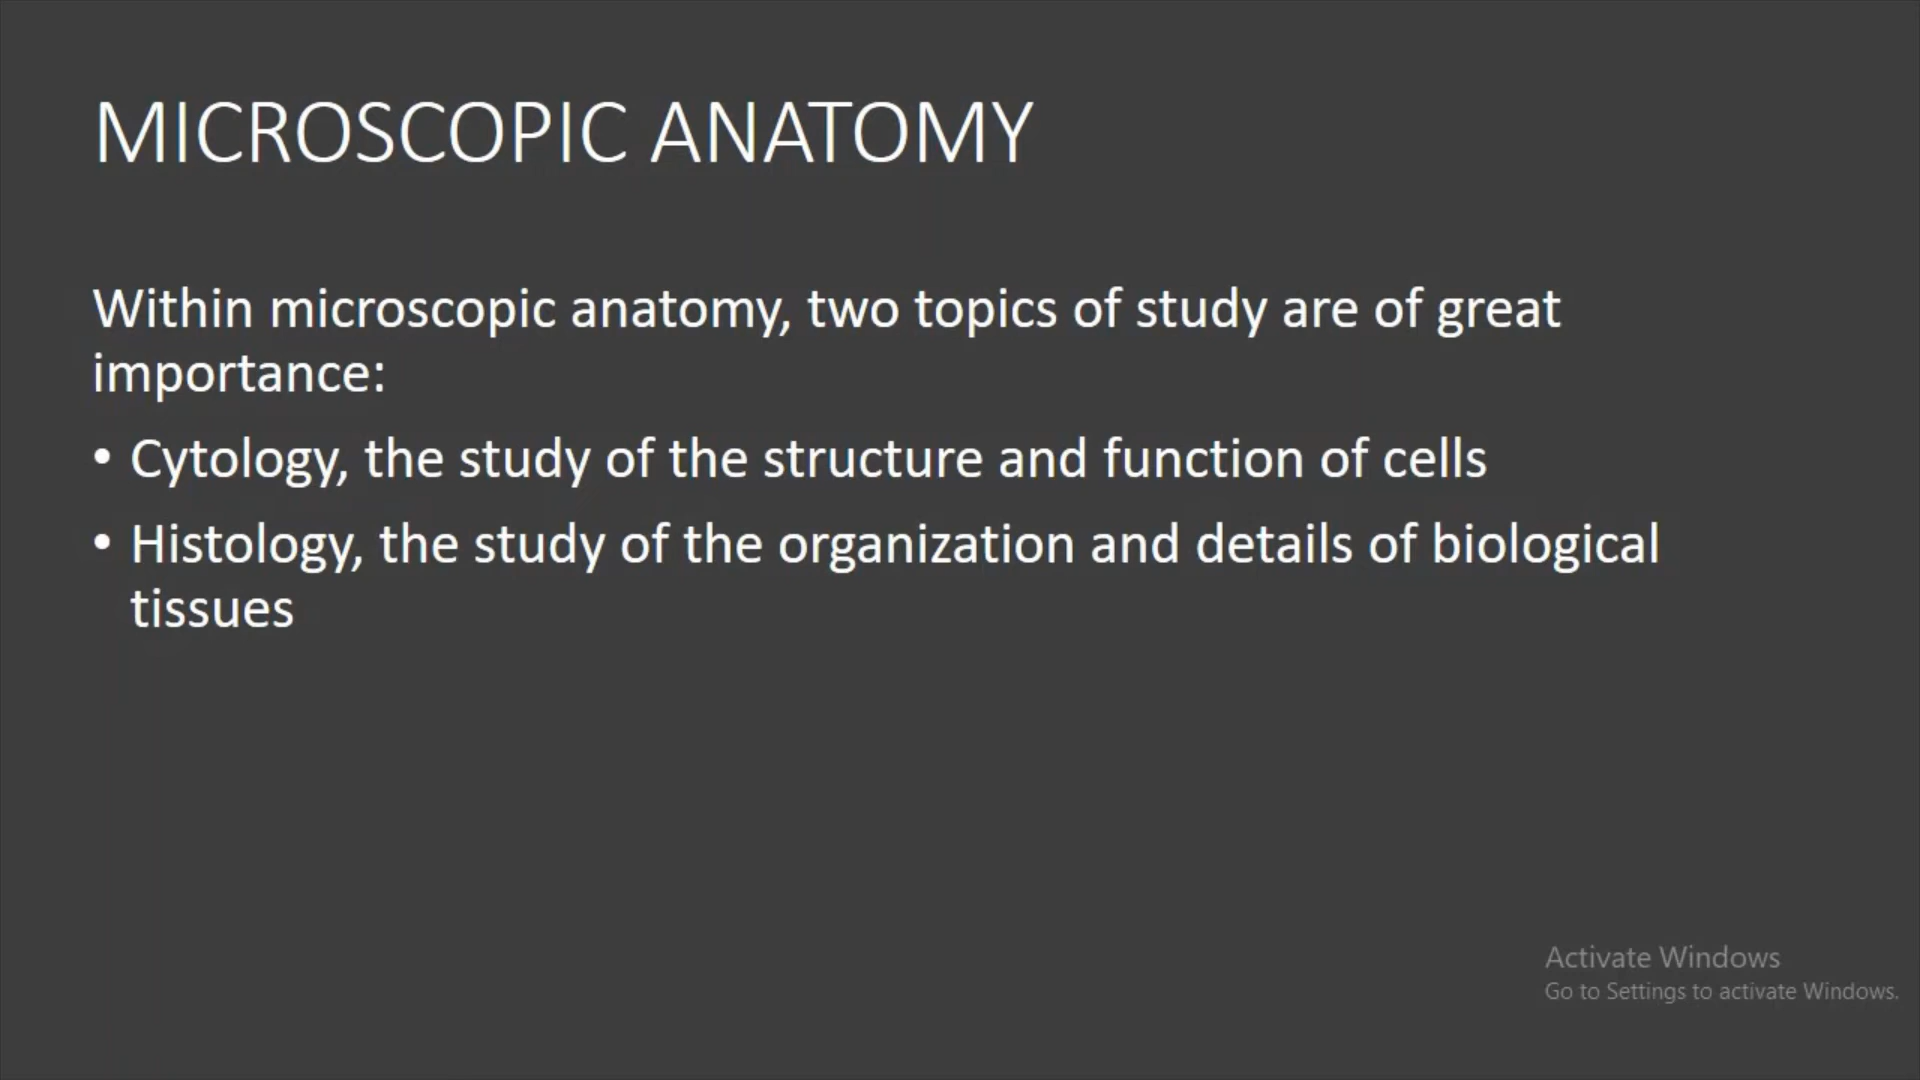 MICROSCOPIC ANATOMY
Within microscopic anatomy, two topics of study are of great
importance:
• Cytology, the study of the structure and function of cells
• Histology, the study of the organization and details of biological
tissues
Activate Windows
Go to Settings to activate Windows.